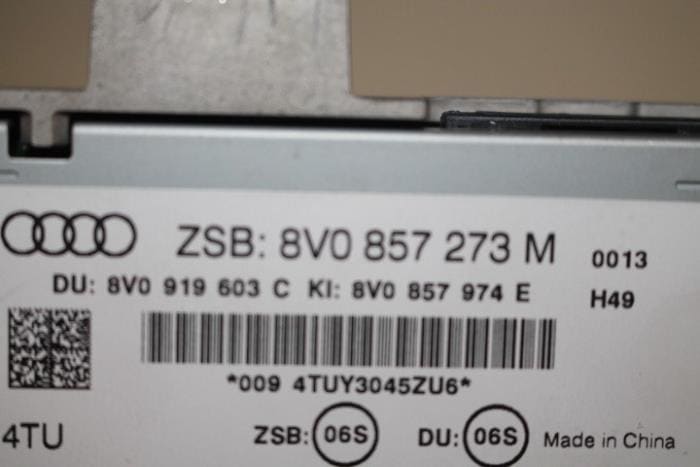 ZSB: 8V0 857 273 M 0013
DU: 8V0 919 603 C KI: 8V0 857 974 E H49
*009 4TUY3045ZU6*
4TU ZSB: 06S DU: 06S Made in China